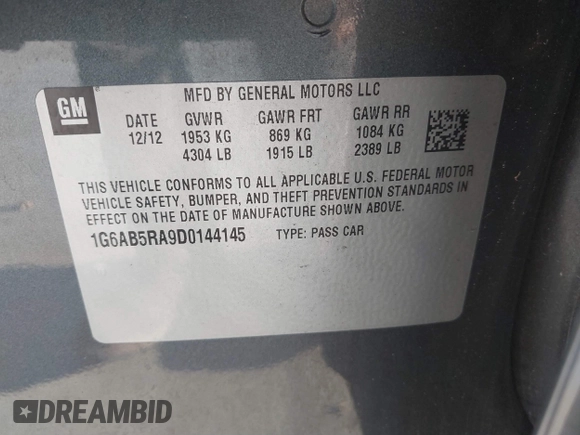 MFD BY GENERAL MOTORS LLC
GM
DATE GVWR GAWR FRT GAWR RR
12/12 1953 KG 869 KG 1084 KG
4304 LB 1915 LB 2389 LB
THIS VEHICLE CONFORMS TO ALL APPLICABLE U.S. FEDERAL MOTOR
VEHICLE SAFETY, BUMPER, AND THEFT PREVENTION STANDARDS IN
EFFECT ON THE DATE OF MANUFACTURE SHOWN ABOVE.
1G6AB5RA9D0144145 TYPE: PASS CAR
DREAMBID